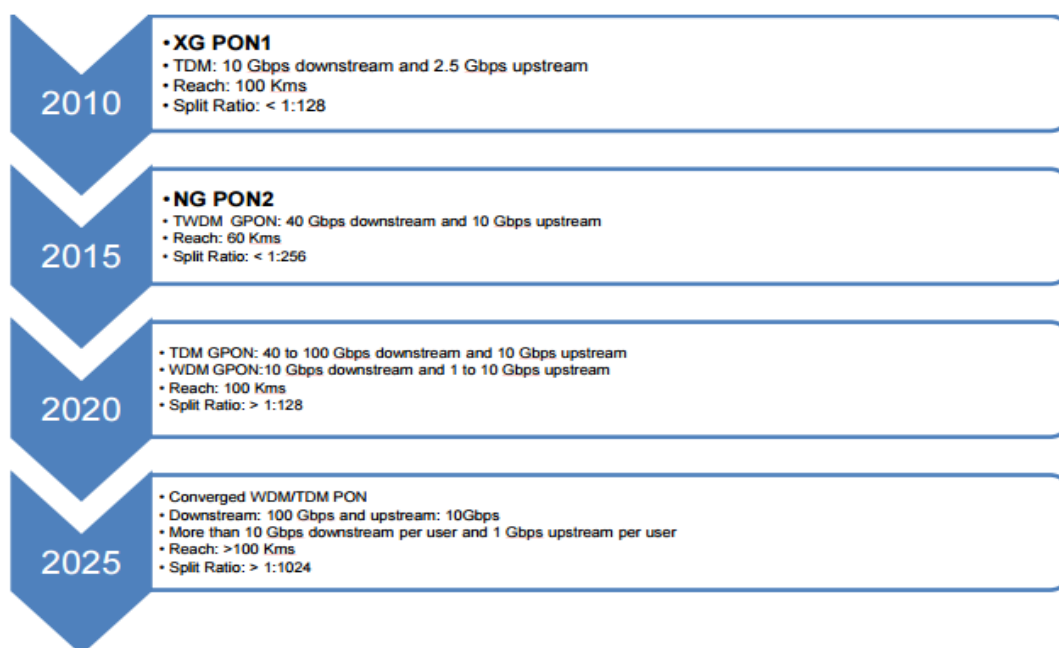 2010
• XG PON1
• TDM: 10 Gbps downstream and 2.5 Gbps upstream
• Reach: 100 Kms
• Split Ratio: < 1:128
2015
• NG PON2
• TWDM GPON: 40 Gbps downstream and 10 Gbps upstream
• Reach: 60 Kms
• Split Ratio: < 1:256
2020
• TDM GPON: 40 to 100 Gbps downstream and 10 Gbps upstream
• WDM GPON:10 Gbps downstream and 1 to 10 Gbps upstream
• Reach: 100 Kms
• Split Ratio: > 1:128
2025
• Converged WDM/TDM PON
• Downstream: 100 Gbps and upstream: 10Gbps
• More than 10 Gbps downstream per user and 1 Gbps upstream per user
• Reach: >100 Kms
• Split Ratio: > 1:1024